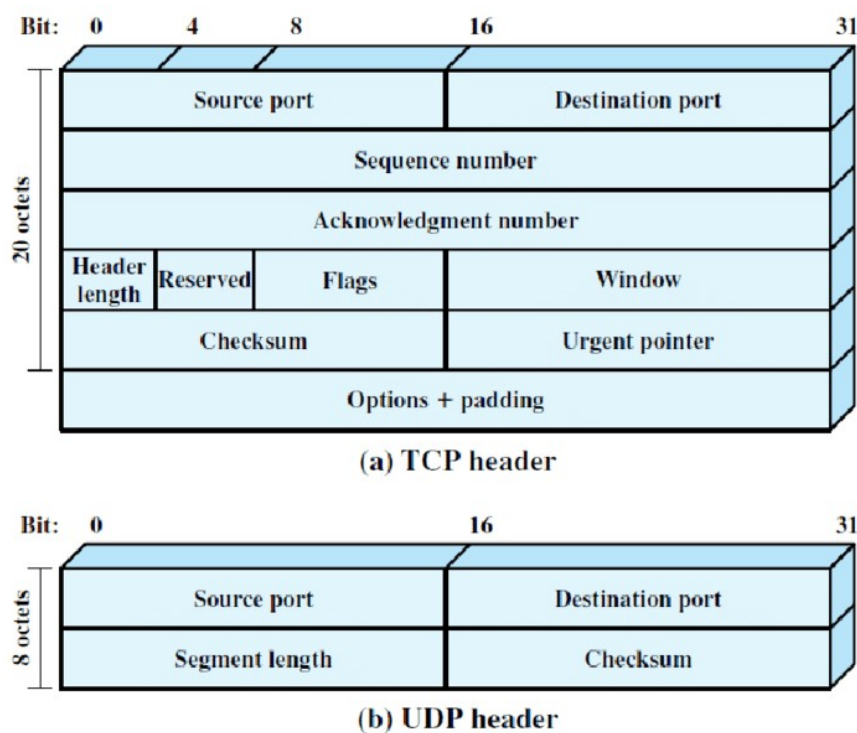 Bit: 0 4 8 16 31
Source port Destination port
Sequence number
Acknowledgment number
20 octets
Header length Reserved Flags Window
Checksum Urgent pointer
Options + padding
(a) TCP header
Bit: 0 16 31
Source port Destination port
8 octets
Segment length Checksum
(b) UDP header